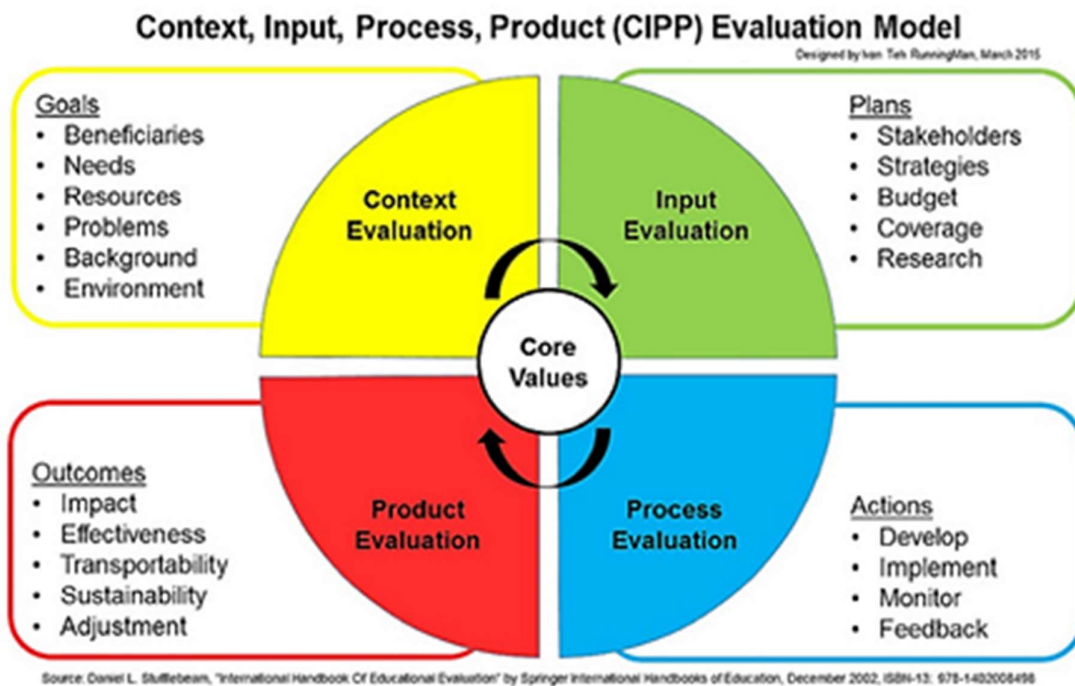 Context, Input, Process, Product (CIPP) Evaluation Model
Designed by Ivan Teh RunningMan, March 2015
Goals
• Beneficiaries
• Needs
• Resources
• Problems
• Background
• Environment
Context
Evaluation
Input
Evaluation
Plans
• Stakeholders
• Strategies
• Budget
• Coverage
• Research
Core
Values
Outcomes
• Impact
• Effectiveness
• Transportability
• Sustainability
• Adjustment
Product
Evaluation
Process
Evaluation
Actions
• Develop
• Implement
• Monitor
• Feedback
Source: Daniel L. Stufflebeam, "International Handbook Of Educational Evaluation" by Springer International Handbooks of Education, December 2002, ISBN-13: 978-1402008498